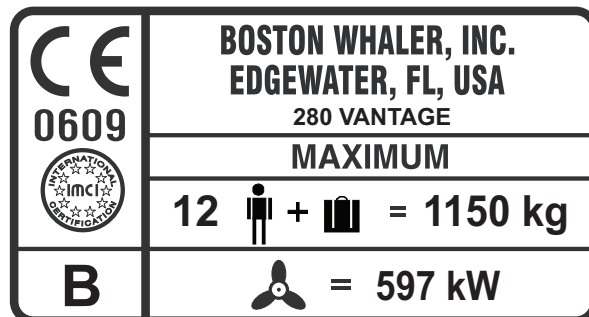 CE
0609
INTERNATIONAL
IMCI
CERTIFICATION
B
BOSTON WHALER, INC.
EDGEWATER, FL, USA
280 VANTAGE
MAXIMUM
12 + = 1150 kg
= 597 kW